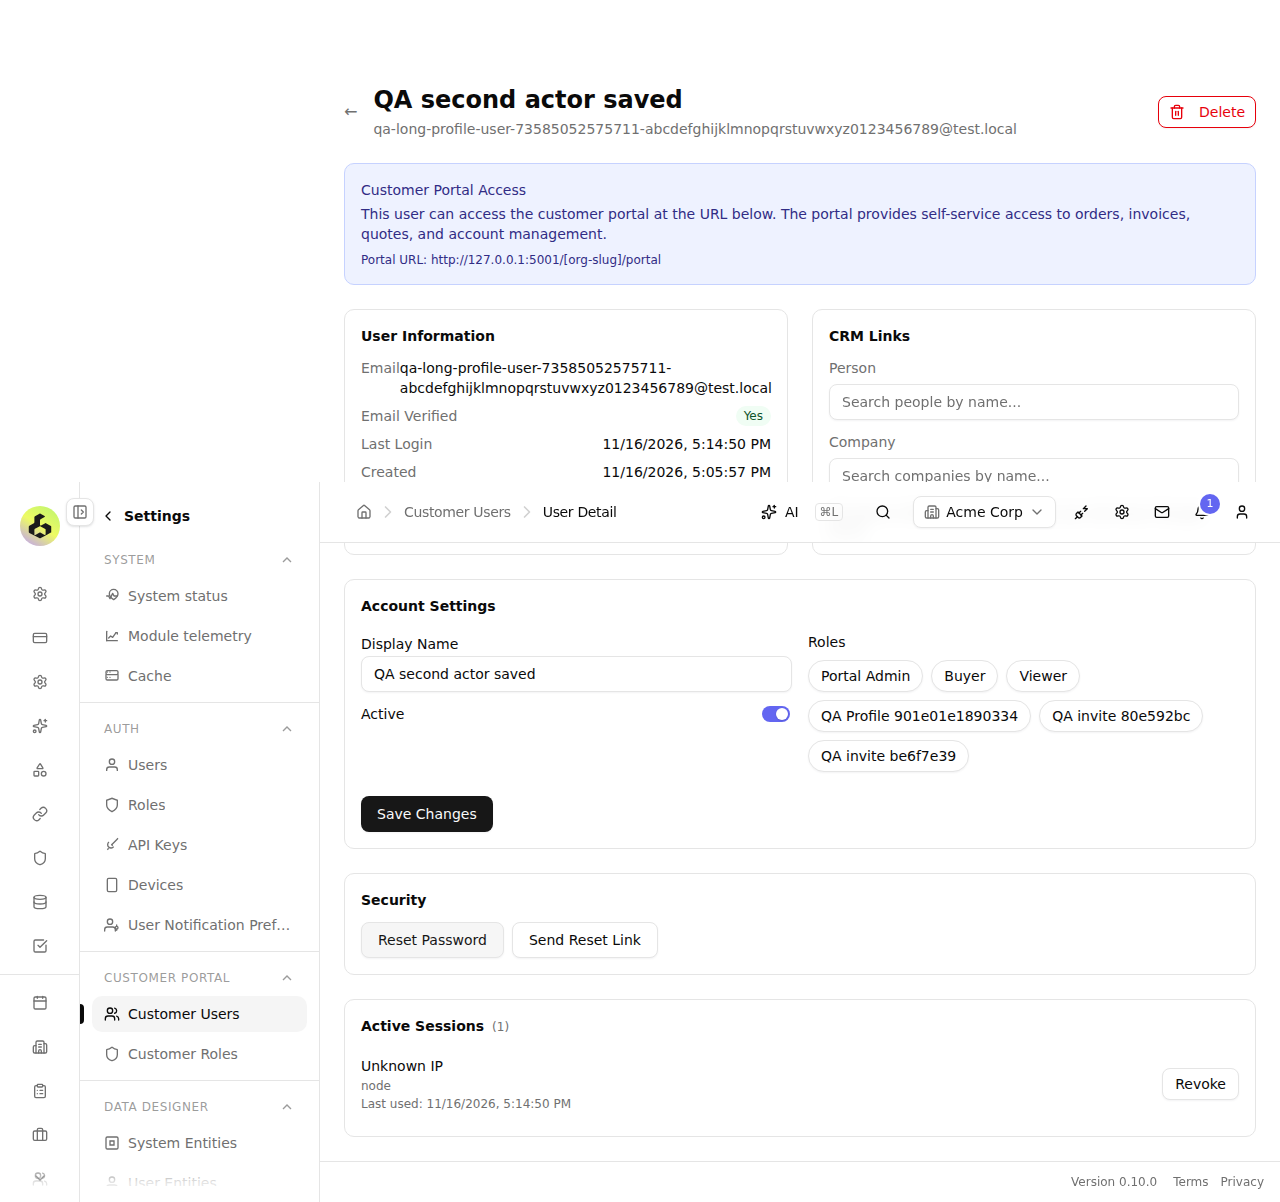 ←
QA second actor saved
qa-long-profile-user-73585052575711-abcdefghijklmnopqrstuvwxyz0123456789@test.local
Delete
Customer Portal Access
This user can access the customer portal at the URL below. The portal provides self-service access to orders, invoices,
quotes, and account management.
Portal URL: http://127.0.0.1:5001/[org-slug]/portal
User Information
Email
qa-long-profile-user-73585052575711-
abcdefghijklmnopqrstuvwxyz0123456789@test.local
Email Verified
Yes
Last Login
11/16/2026, 5:14:50 PM
Created
11/16/2026, 5:05:57 PM
CRM Links
Person
Search people by name...
Company
Search companies by name...
Settings
SYSTEM
System status
Module telemetry
Cache
AUTH
Users
Roles
API Keys
Devices
User Notification Pref...
CUSTOMER PORTAL
Customer Users
Customer Roles
DATA DESIGNER
System Entities
User Entities
Customer Users
User Detail
AI
⌘L
Acme Corp
1
Account Settings
Display Name
QA second actor saved
Active
Roles
Portal Admin
Buyer
Viewer
QA Profile 901e01e1890334
QA invite 80e592bc
QA invite be6f7e39
Save Changes
Security
Reset Password
Send Reset Link
Active Sessions (1)
Unknown IP
node
Last used: 11/16/2026, 5:14:50 PM
Revoke
Version 0.10.0
Terms
Privacy